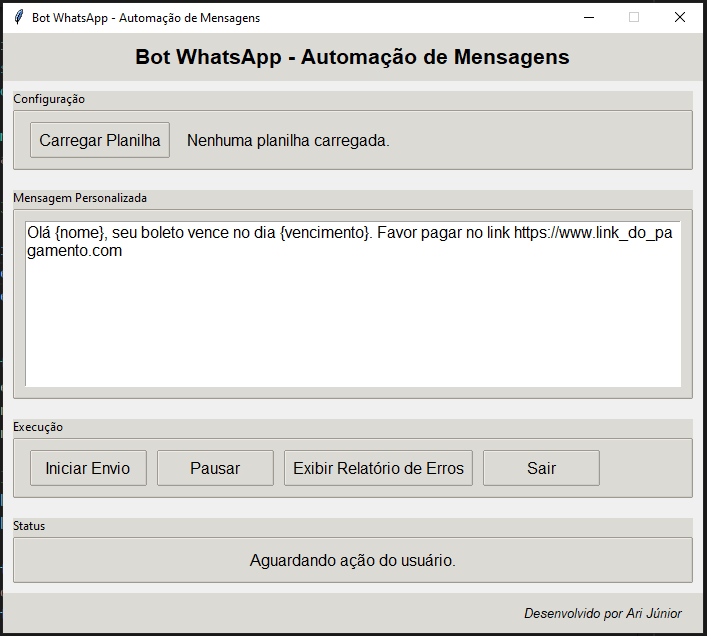 Bot WhatsApp - Automação de Mensagens
Bot WhatsApp - Automação de Mensagens
Configuração
Carregar Planilha Nenhuma planilha carregada.
Mensagem Personalizada
Olá {nome}, seu boleto vence no dia {vencimento}. Favor pagar no link https://www.link_do_pa
gamento.com
Execução
Iniciar Envio Pausar Exibir Relatório de Erros Sair
Status
Aguardando ação do usuário.
Desenvolvido por Ari Júnior